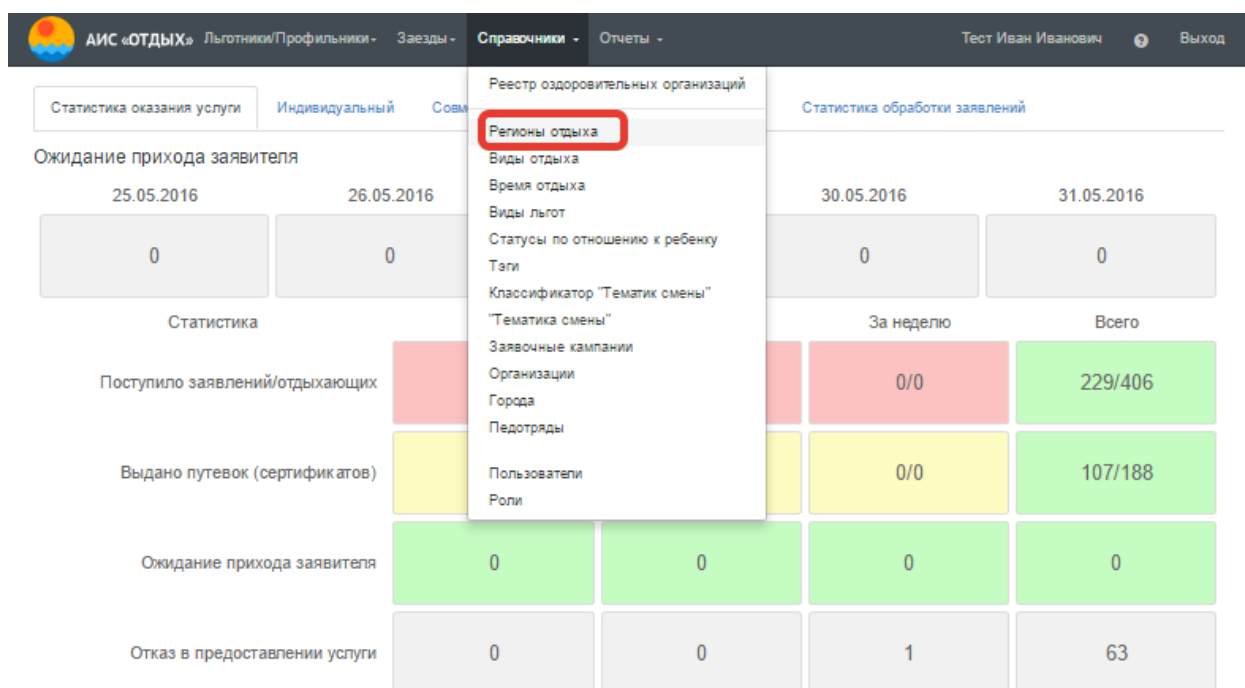 АИС «ОТДЫХ» Льготники/Профильники Заезды Справочники Отчеты Тест Иван Иванович ? Выход
Реестр оздоровительных организаций
Статистика оказания услуги Индивидуальный Совм Статистика обработки заявлений
Регионы отдыха
Ожидание прихода заявителя
Виды отдыха
Время отдыха
25.05.2016 26.05.2016 30.05.2016 31.05.2016
Виды льгот
Статусы по отношению к ребенку
0 0 0 0
Тэги
Классификатор "Тематик смены"
"Тематика смены"
Статистика За неделю Всего
Заявочные кампании
Организации
Поступило заявлений/отдыхающих 0/0 229/406
Города
Педотряды
Выдано путевок (сертификатов) 0/0 107/188
Пользователи
Роли
Ожидание прихода заявителя 0 0 0 0
Отказ в предоставлении услуги 0 0 1 63